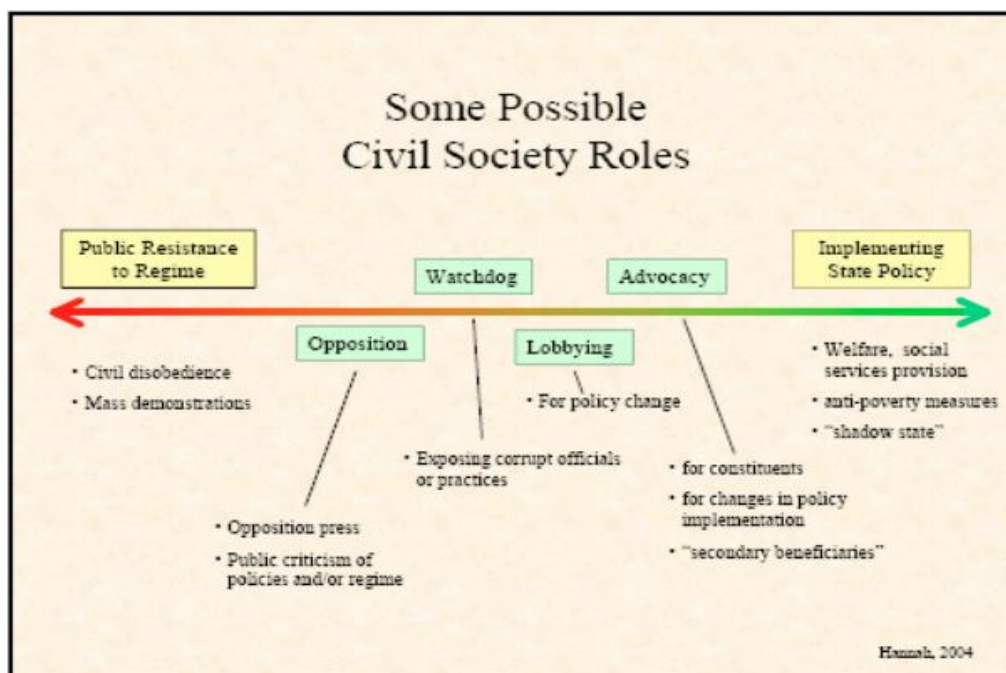 Some Possible
Civil Society Roles
Public Resistance
to Regime
Watchdog
Advocacy
Implementing
State Policy
Opposition
Lobbying
• Civil disobedience
• Mass demonstrations
• For policy change
• Welfare, social
services provision
• anti-poverty measures
• "shadow state"
• Exposing corrupt officials
or practices
• for constituents
• for changes in policy
implementation
• "secondary beneficiaries"
• Opposition press
• Public criticism of
policies and/or regime
Hannah, 2004